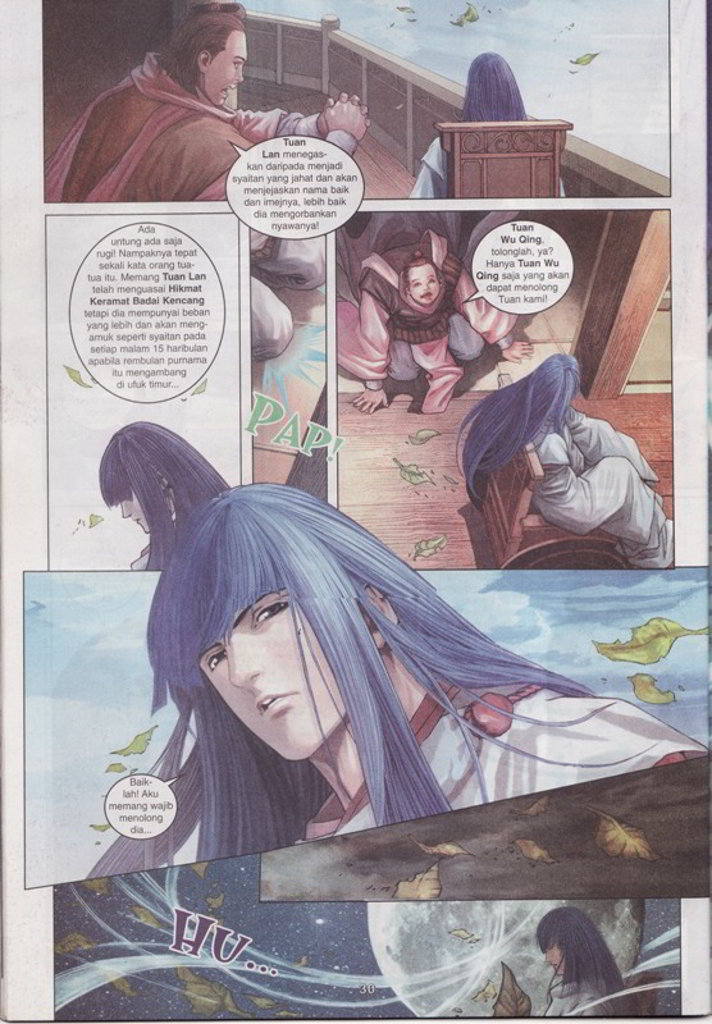 Tuan
Lan menegas-
kan daripada menjadi
syaitan yang jahat dan akan
menjejaskan nama baik
dan imejnya, lebih baik
dia mengorbankan
nyawanya!
Ada
untung ada saja
rugi! Nampaknya tepat
sekali kata orang tua-
tua itu. Memang Tuan Lan
telah menguasai Hikmat
Keramat Badai Kencang
tetapi dia mempunyai beban
yang lebih dan akan meng-
amuk seperti syaitan pada
setiap malam 15 haribulan
apabila rembulan purnama
itu mengambang
di ufuk timur...
PAP!
Tuan
Wu Qing,
tolonglah, ya?
Hanya Tuan Wu
Qing saja yang akan
dapat menolong
Tuan kami!
Baik-
lah! Aku
memang wajib
menolong
dia...
HU...
30